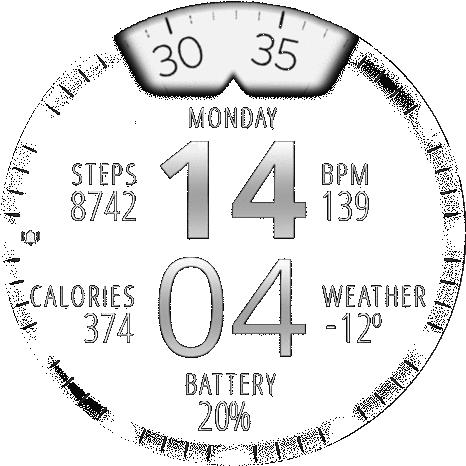 30 35
MONDAY
14
STEPS
8742
BPM
139
04
CALORIES
374
WEATHER
-12º
BATTERY
20%